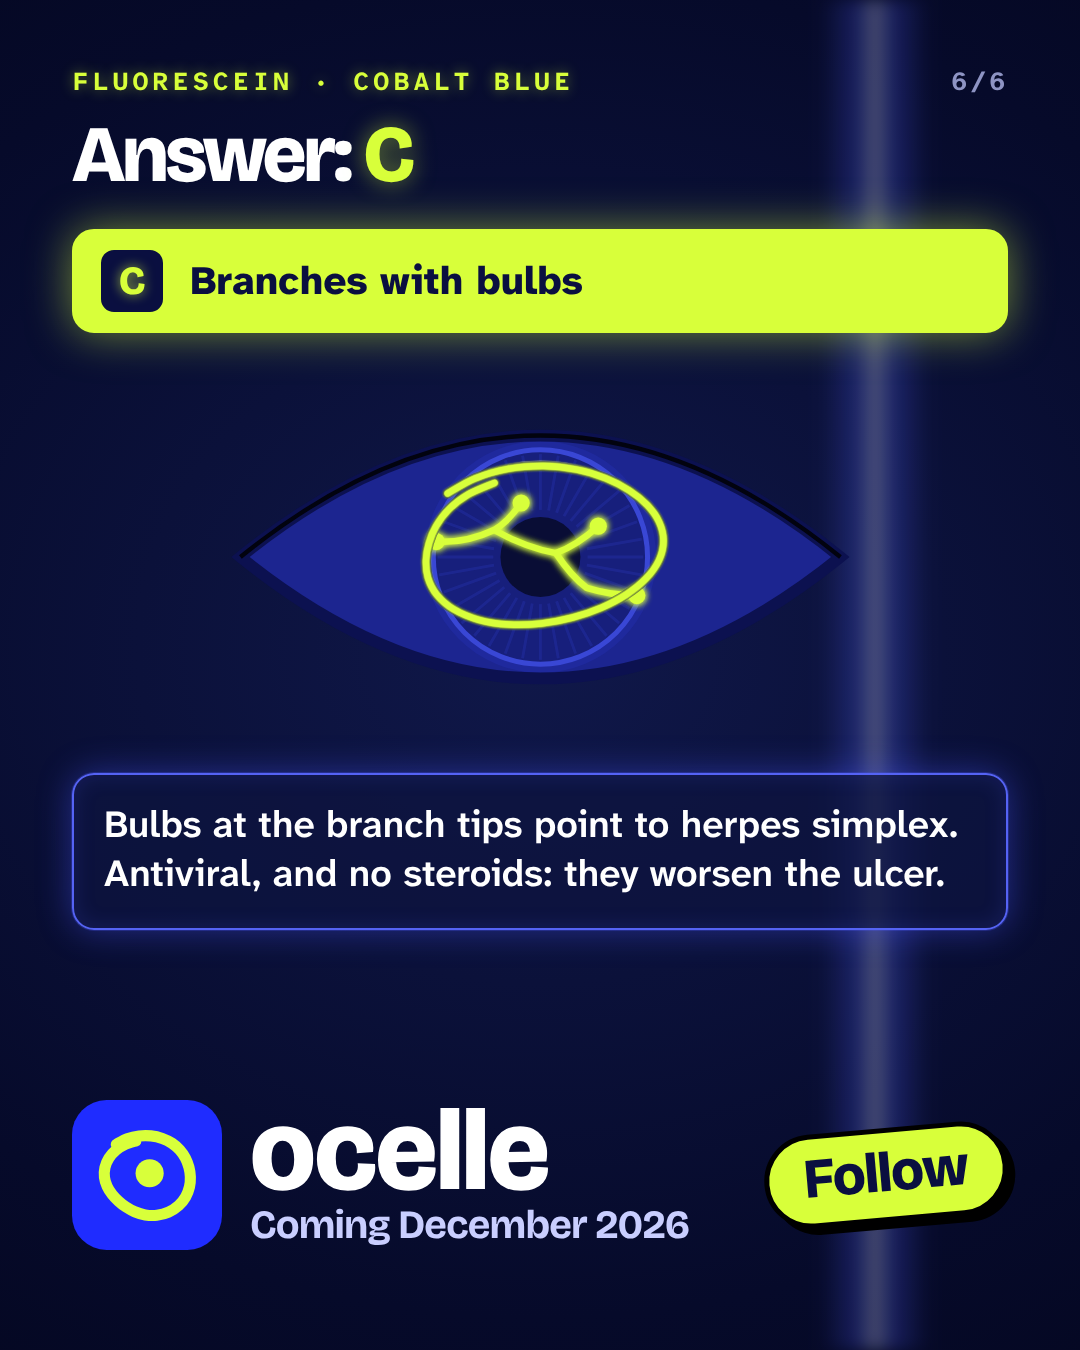 FLUORESCEIN · COBALT BLUE
6/6
Answer: C
C Branches with bulbs
Bulbs at the branch tips point to herpes simplex.
Antiviral, and no steroids: they worsen the ulcer.
ocelle
Coming December 2026
Follow